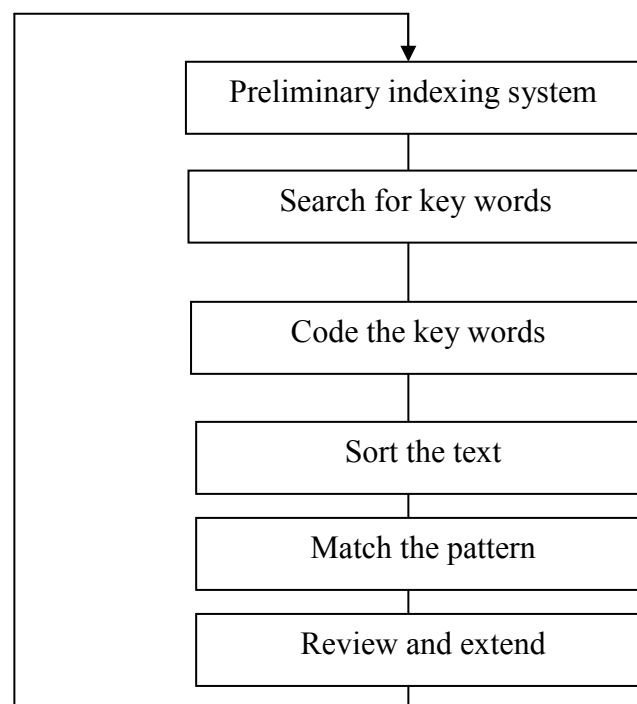 Preliminary indexing system
Search for key words
Code the key words
Sort the text
Match the pattern
Review and extend